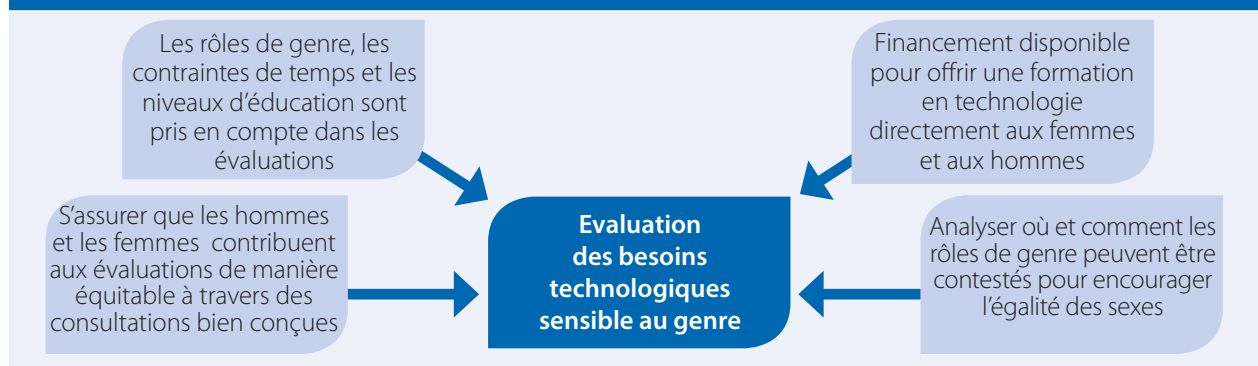 Les rôles de genre, les
contraintes de temps et les
niveaux d'éducation sont
pris en compte dans les
évaluations
Financement disponible
pour offrir une formation
en technologie
directement aux femmes
et aux hommes
S'assurer que les hommes
et les femmes contribuent
aux évaluations de manière
équitable à travers des
consultations bien conçues
Evaluation
des besoins
technologiques
sensible au genre
Analyser où et comment les
rôles de genre peuvent être
contestés pour encourager
l'égalité des sexes